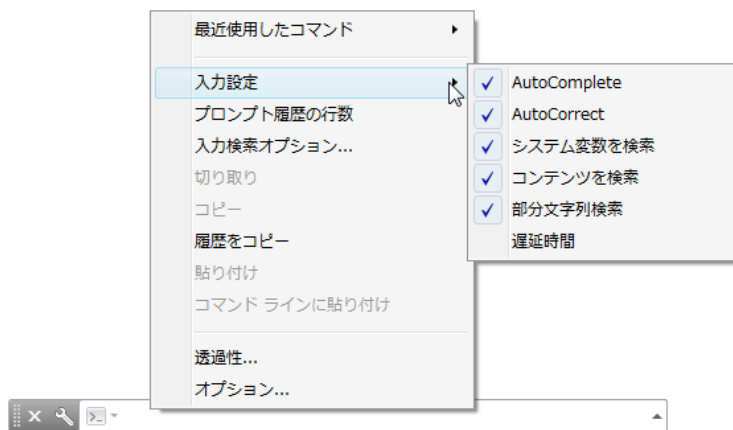 最近使用したコマンド
入力設定
プロンプト履歴の行数
入力検索オプション...
切り取り
コピー
履歴をコピー
貼り付け
コマンド ラインに貼り付け
透過性...
オプション...
AutoComplete
AutoCorrect
システム変数を検索
コンテンツを検索
部分文字列検索
遅延時間